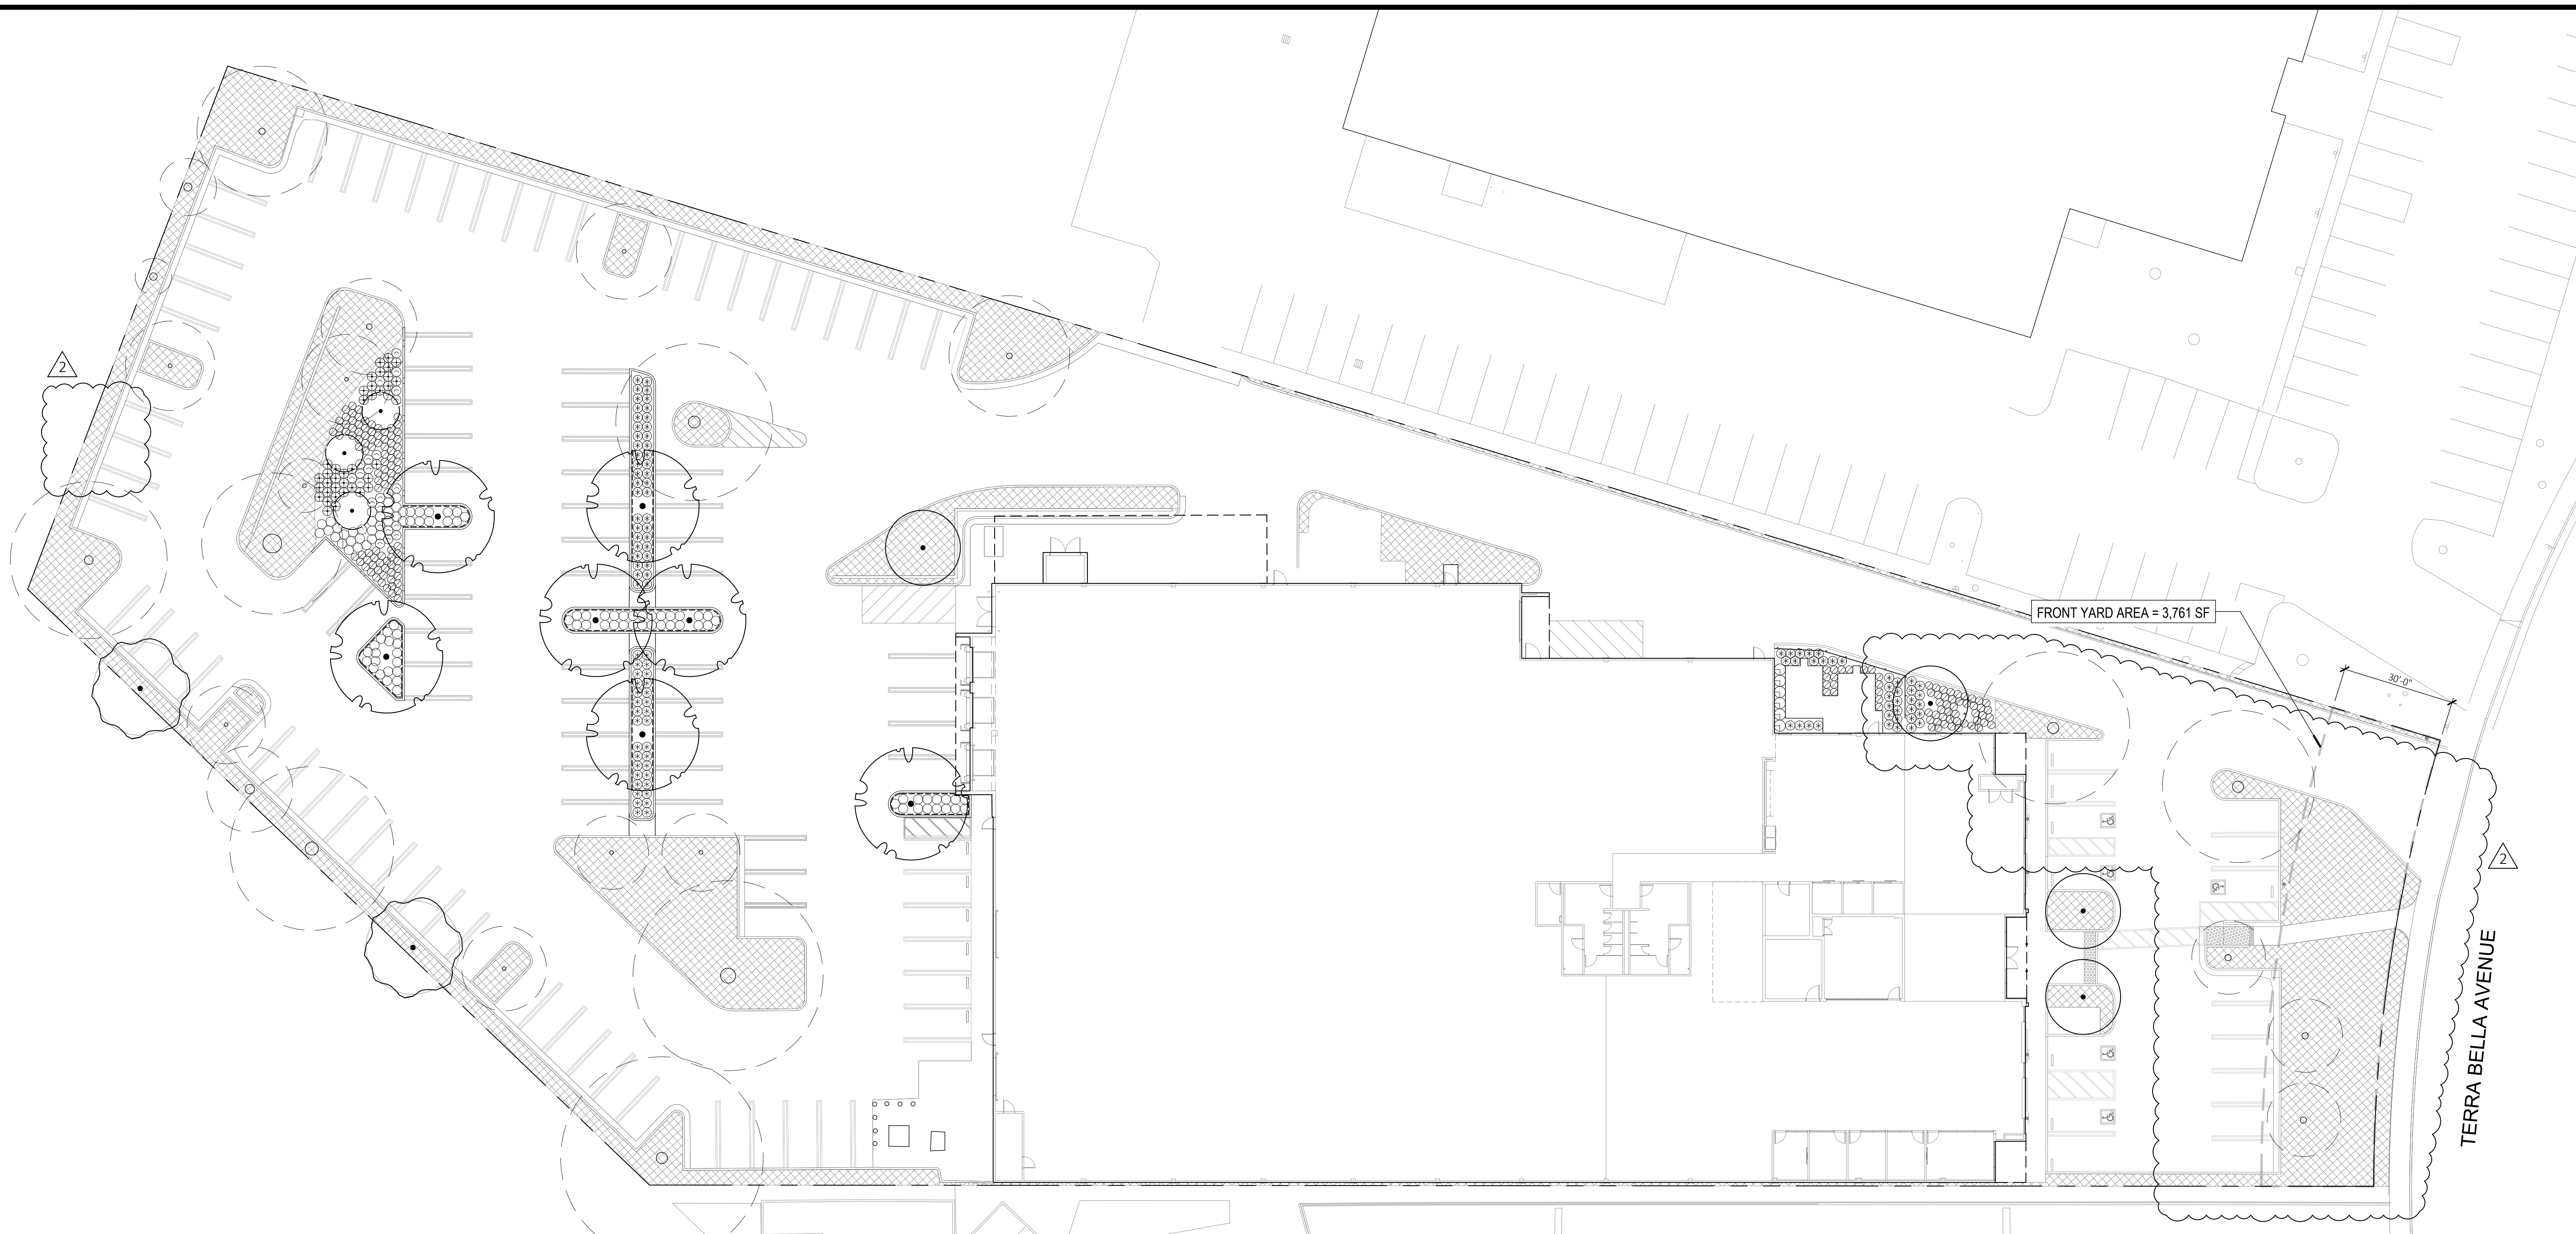 2
FRONT YARD AREA = 3,761 SF
30'-0"
2
TERRA BELLA AVENUE